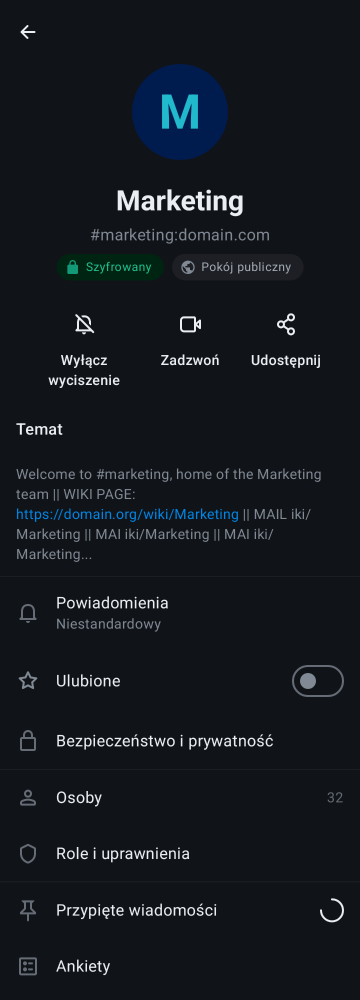 M
Marketing
#marketing:domain.com
Szyfrowany
Pokój publiczny
Wyłącz
wyciszenie
Zadzwoń
Udostępnij
Temat
Welcome to #marketing, home of the Marketing
team || WIKI PAGE:
https://domain.org/wiki/Marketing || MAIL iki/
Marketing || MAI iki/Marketing || MAI iki/
Marketing...
Powiadomienia
Niestandardowy
Ulubione
Bezpieczeństwo i prywatność
Osoby 32
Role i uprawnienia
Przypięte wiadomości
Ankiety